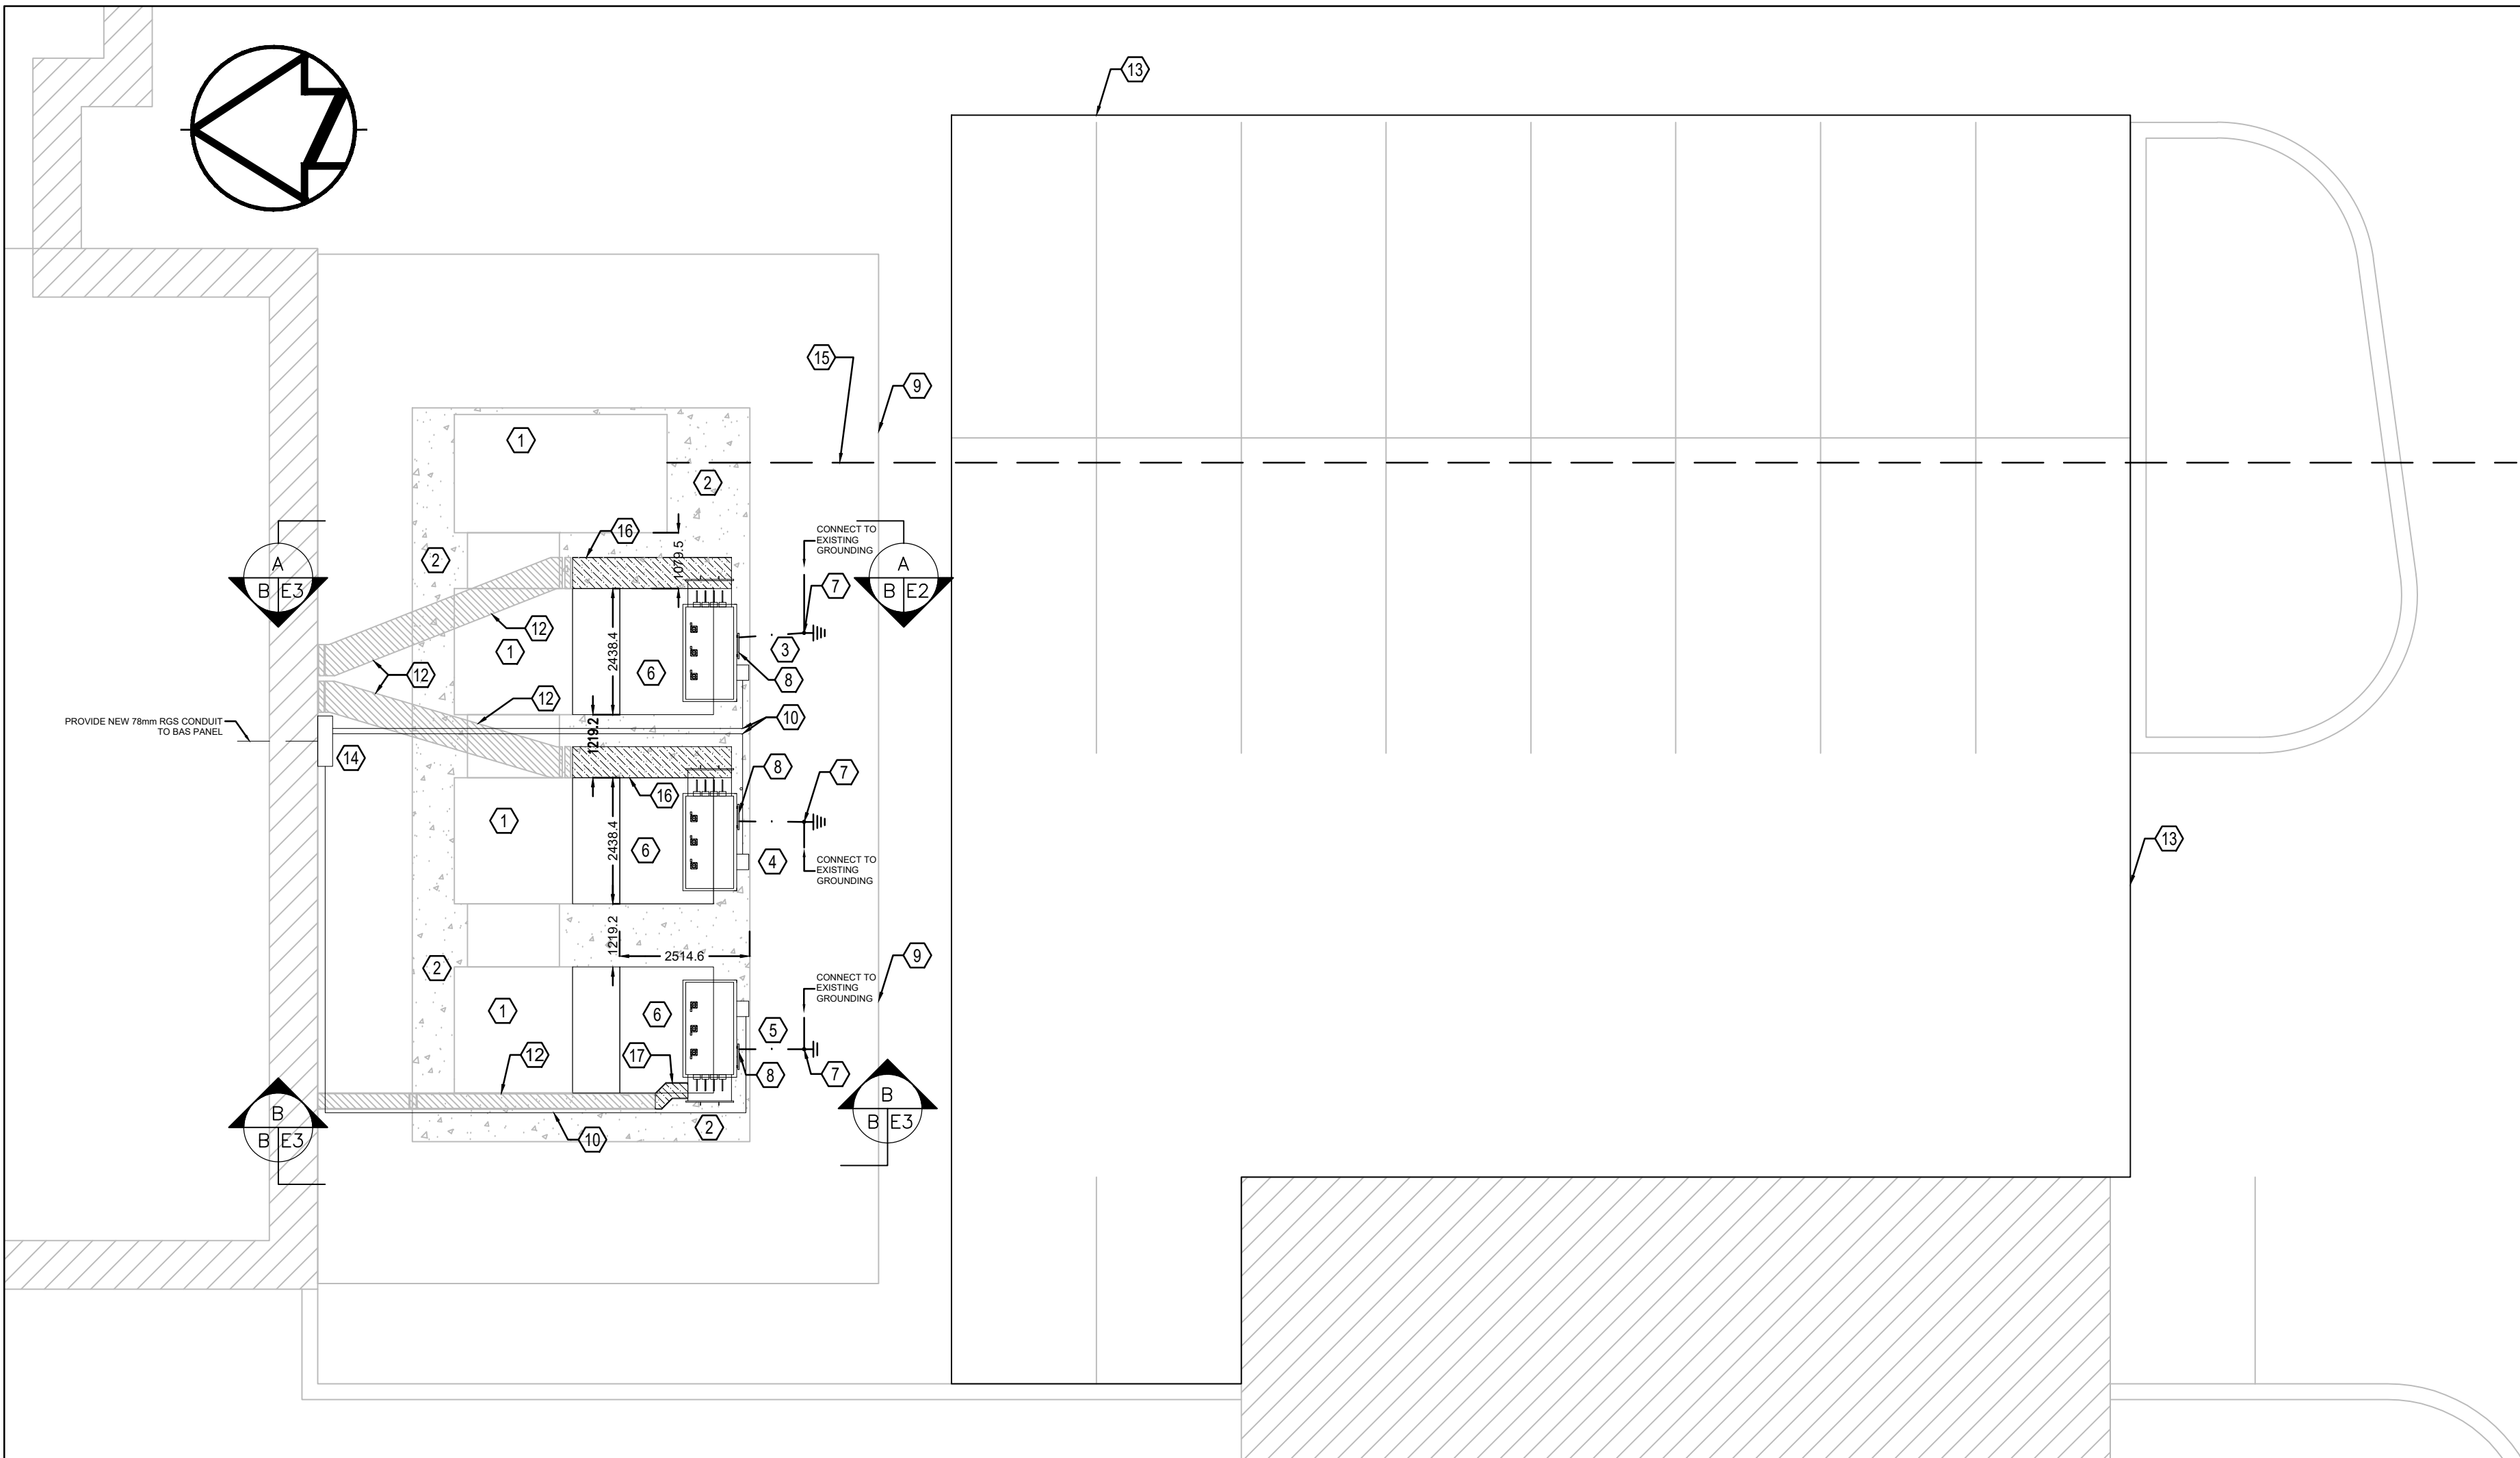 13
15
9
1
2
16
CONNECT TO
EXISTING
GROUNDING
2
1079.5
A
B E3
A
B E2
7
12
3
1
2438.4
6
8
12
12
10
PROVIDE NEW 78mm RGS CONDUIT
TO BAS PANEL
1219.2
14
8
7
16
1
2438.4
6
4
CONNECT TO
EXISTING
GROUNDING
13
1219.2
2514.6
9
2
CONNECT TO
EXISTING
GROUNDING
1
6
5
12
17
8
7
B
B E3
B
B E3
10
2